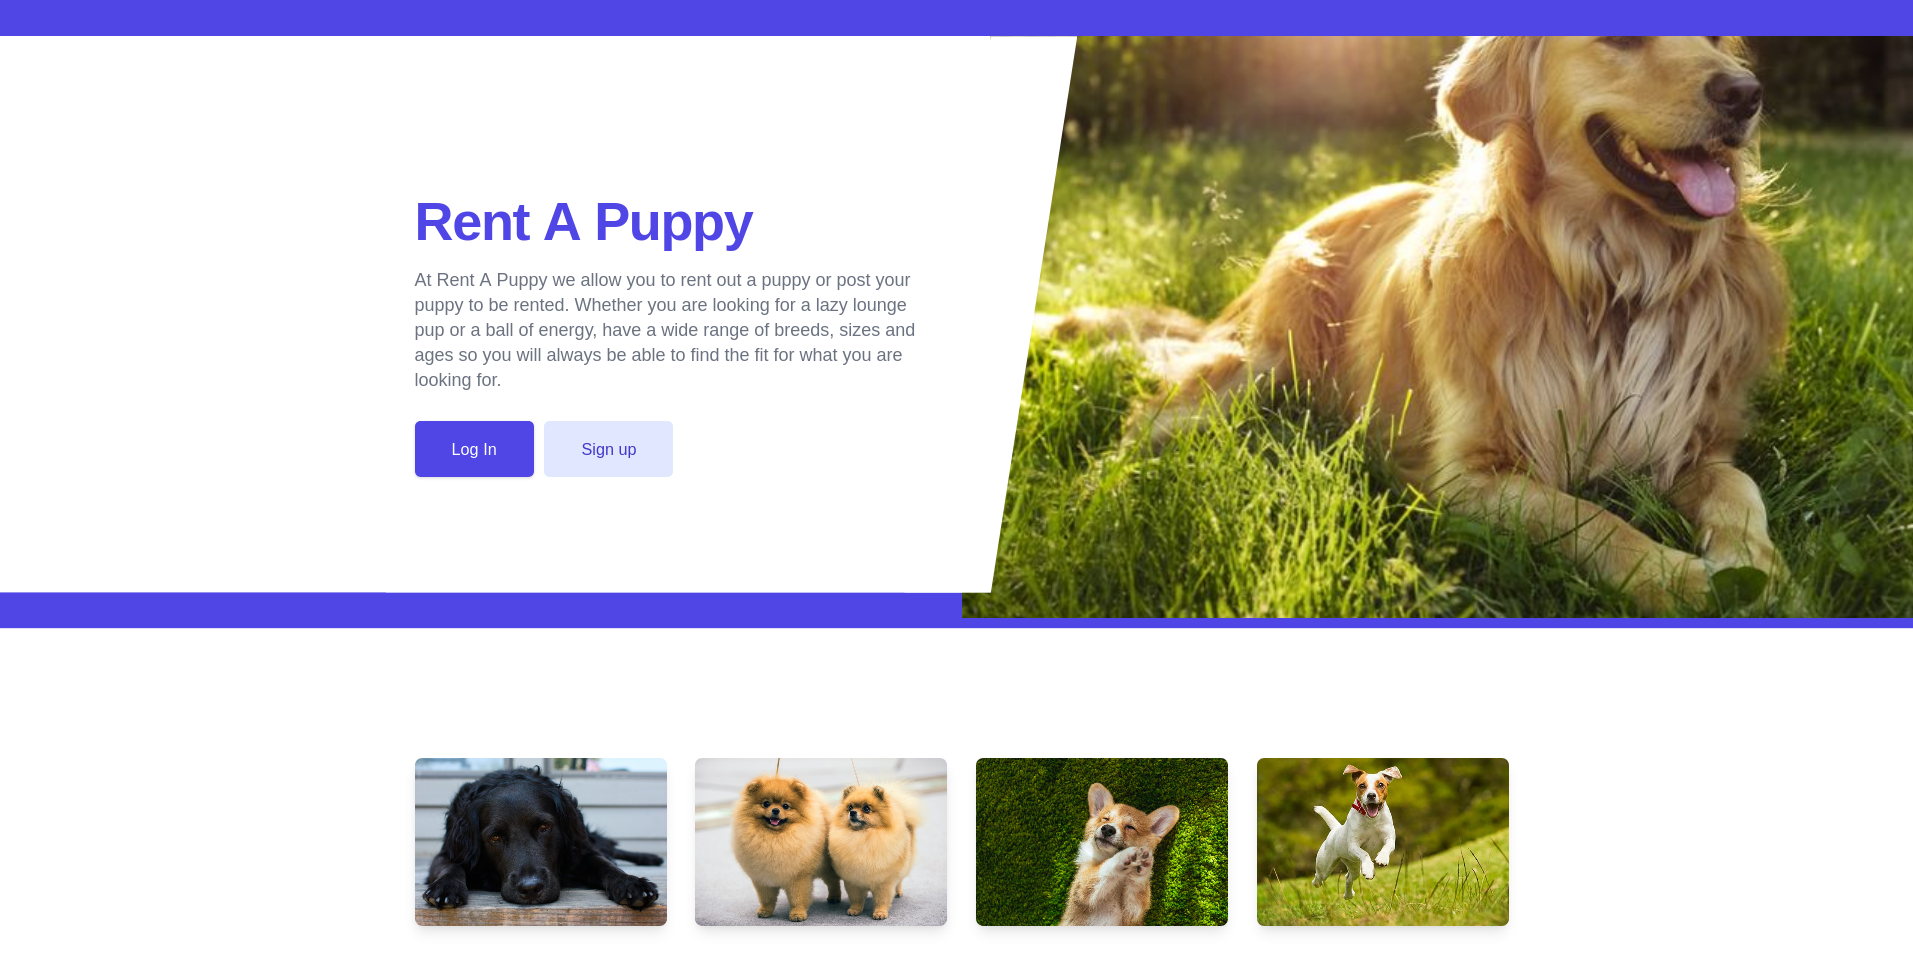 Rent A Puppy
At Rent A Puppy we allow you to rent out a puppy or post your
puppy to be rented. Whether you are looking for a lazy lounge
pup or a ball of energy, have a wide range of breeds, sizes and
ages so you will always be able to find the fit for what you are
looking for.
Log In
Sign up